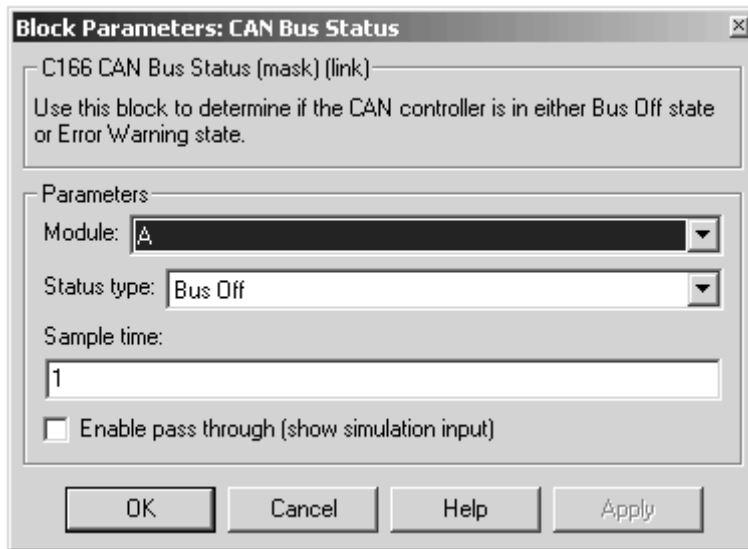 Block Parameters: CAN Bus Status
C166 CAN Bus Status (mask) (link)
Use this block to determine if the CAN controller is in either Bus Off state
or Error Warning state.
Parameters
Module: A
Status type: Bus Off
Sample time:
1
Enable pass through (show simulation input)
OK Cancel Help Apply